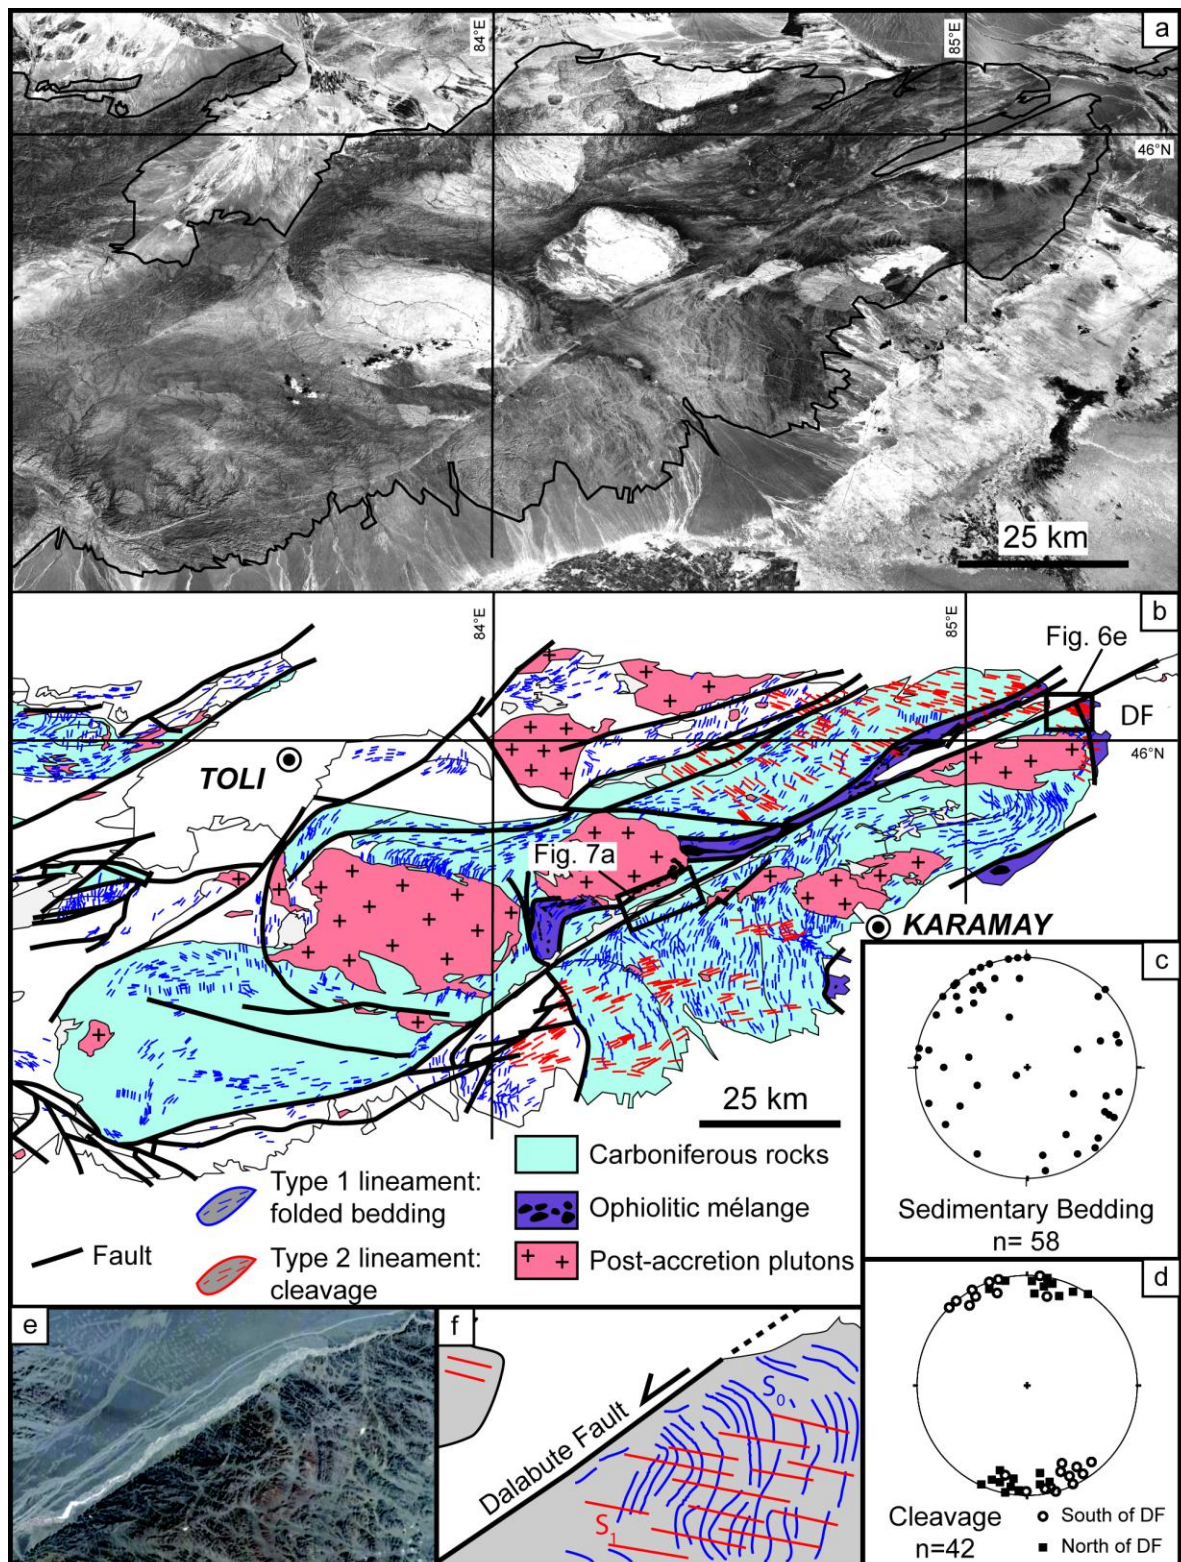 a
84°E
85°E
46°N
25 km
b
84°E
85°E
Fig. 6e
DF
46°N
TOLI
Fig. 7a
KARAMAY
25 km
Type 1 lineament:
folded bedding
Type 2 lineament:
cleavage
Fault
Carboniferous rocks
Ophiolitic mélange
Post-accretion plutons
c
Sedimentary Bedding
n= 58
d
Cleavage
n=42
South of DF
North of DF
e
f
Dalabute Fault
S0
S1